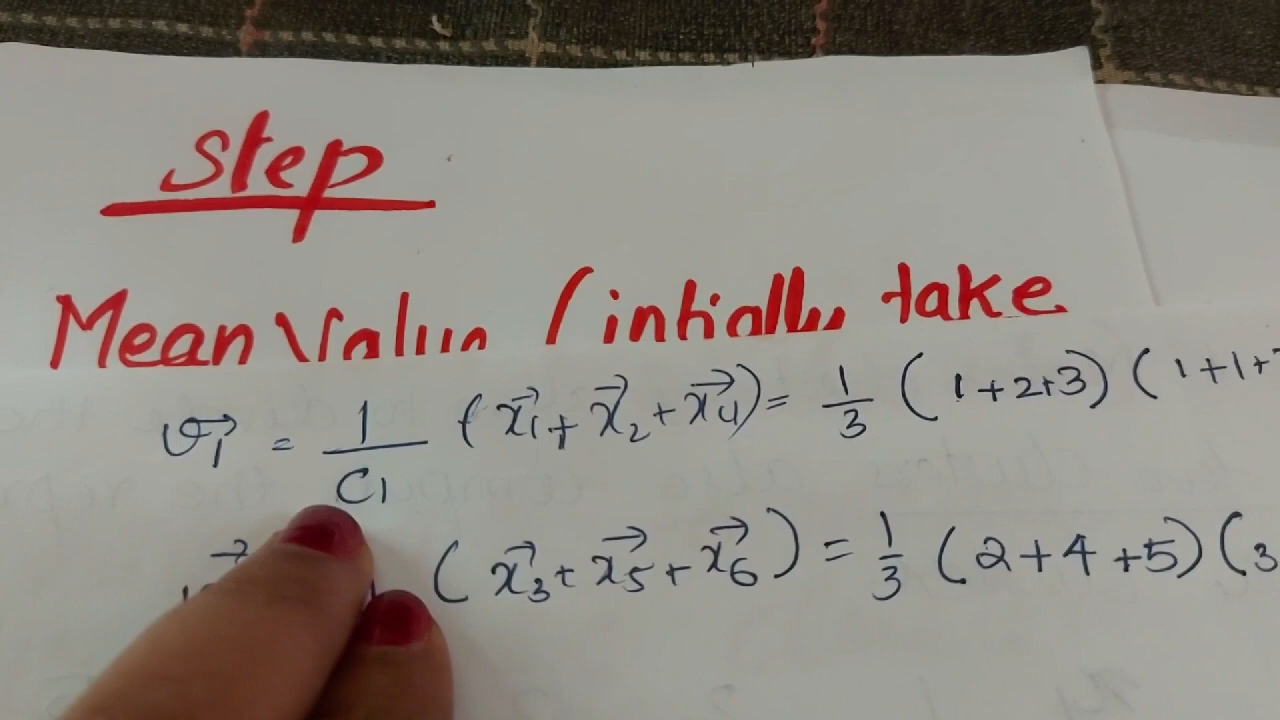 Step
Mean Value (intially take
v⃗1 = 1/C1 (x⃗1 + x⃗2 + x⃗4) = 1/3 (1+2+3) (1+1+
(x⃗3 + x⃗5 + x⃗6) = 1/3 (2+4+5) (3